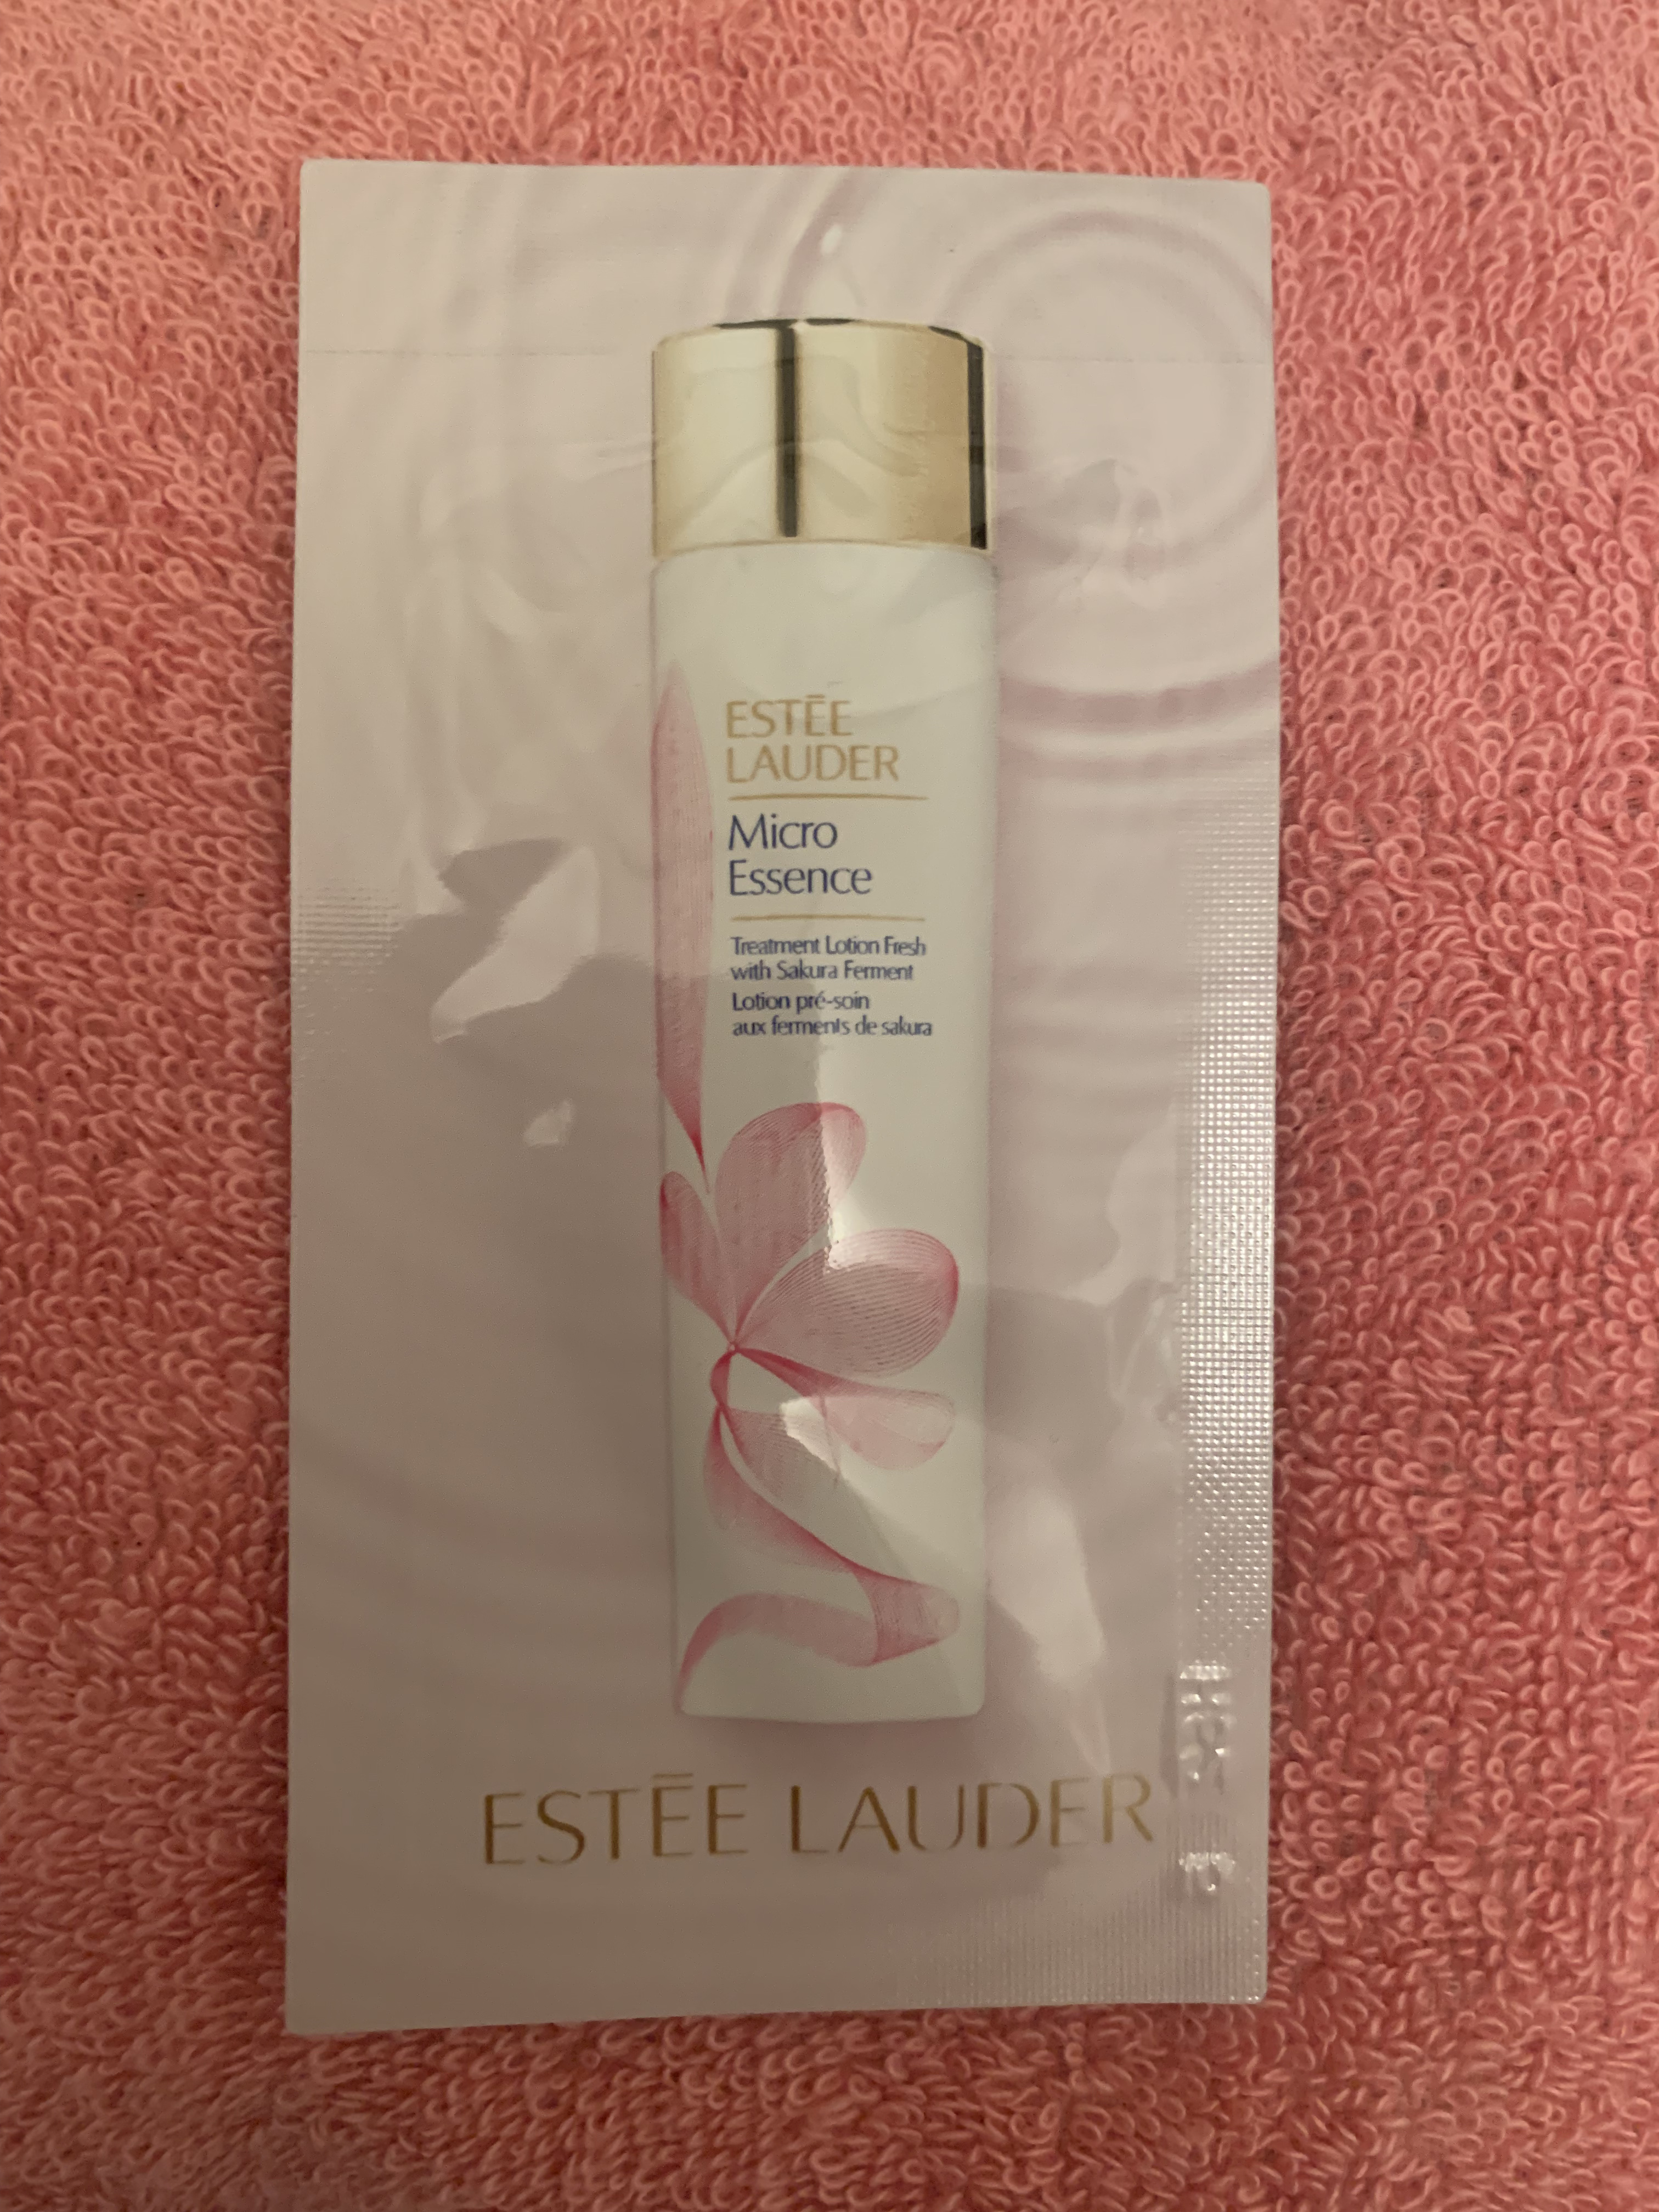 ESTĒE
LAUDER
Micro
Essence
Treatment Lotion Fresh
with Sakura Ferment
Lotion pré-soin
aux ferments de sakura
ESTĒE LAUDER